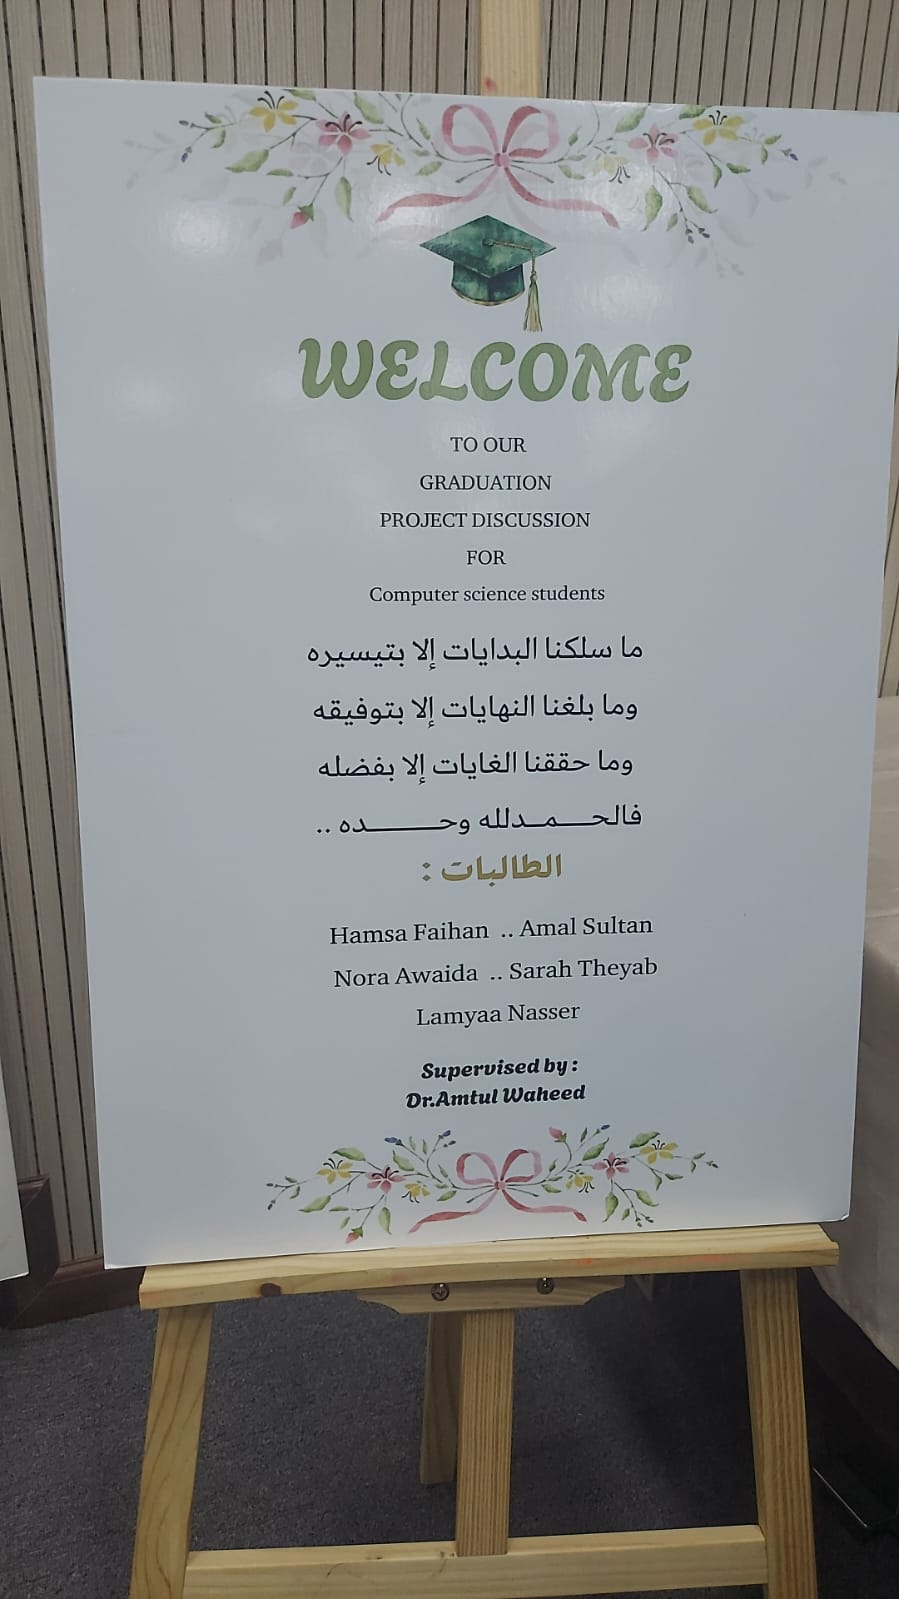 WELCOME
TO OUR
GRADUATION
PROJECT DISCUSSION
FOR
Computer science students
ما سلكنا البدايات إلا بتيسيره
وما بلغنا النهايات إلا بتوفيقه
وما حققنا الغايات إلا بفضله
فالحـــمــدلله وحـــــــده ..
الطالبات :
Hamsa Faihan .. Amal Sultan
Nora Awaida .. Sarah Theyab
Lamyaa Nasser
Supervised by :
Dr.Amtul Waheed